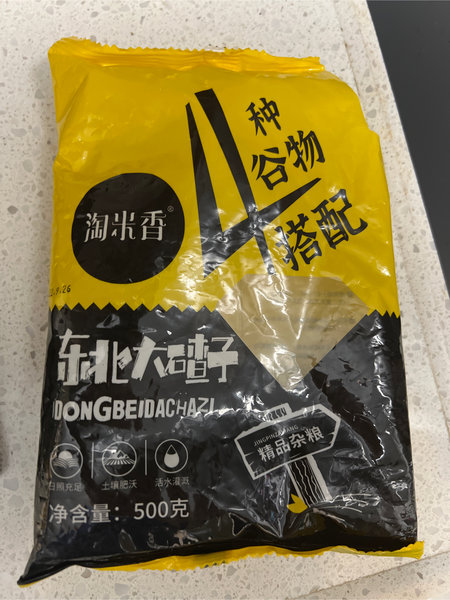 4
种
谷物
搭配
淘米香®
东北大碴子
DONGBEIDACHAZI
JINGPINZALIANG
精品杂粮
日照充足
土壤肥沃
活水灌溉
净含量：500克